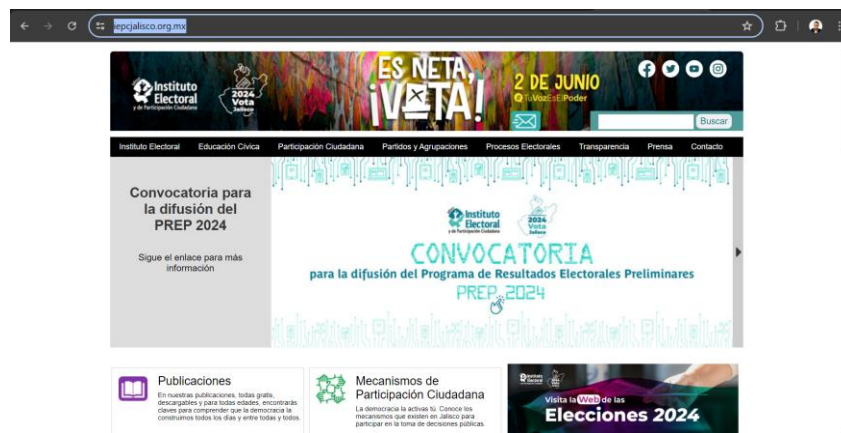 iepcjalisco.org.mx
Instituto
Electoral
y de Participación Ciudadana
2024
Vota
Jalisco
ES NETA,
¡VOTA!
2 DE JUNIO
#TuVozEsElPoder
Buscar
Instituto Electoral Educación Cívica Participación Ciudadana Partidos y Agrupaciones Procesos Electorales Transparencia Prensa Contacto
Convocatoria para
la difusión del
PREP 2024
Sigue el enlace para más
información
Instituto
Electoral
y de Participación Ciudadana
2024
Vota
Jalisco
CONVOCATORIA
para la difusión del Programa de Resultados Electorales Preliminares
PREP 2024
Publicaciones
En nuestras publicaciones, todas gratis,
descargables y para todas edades, encontrarás
claves para comprender que la democracia la
construimos todos los días y entre todas y todos.
Mecanismos de
Participación Ciudadana
La democracia la activas tú. Conoce los
mecanismos que existen en Jalisco para
participar en la toma de decisiones públicas.
Instituto
Electoral
Visita la Web de las
Elecciones 2024